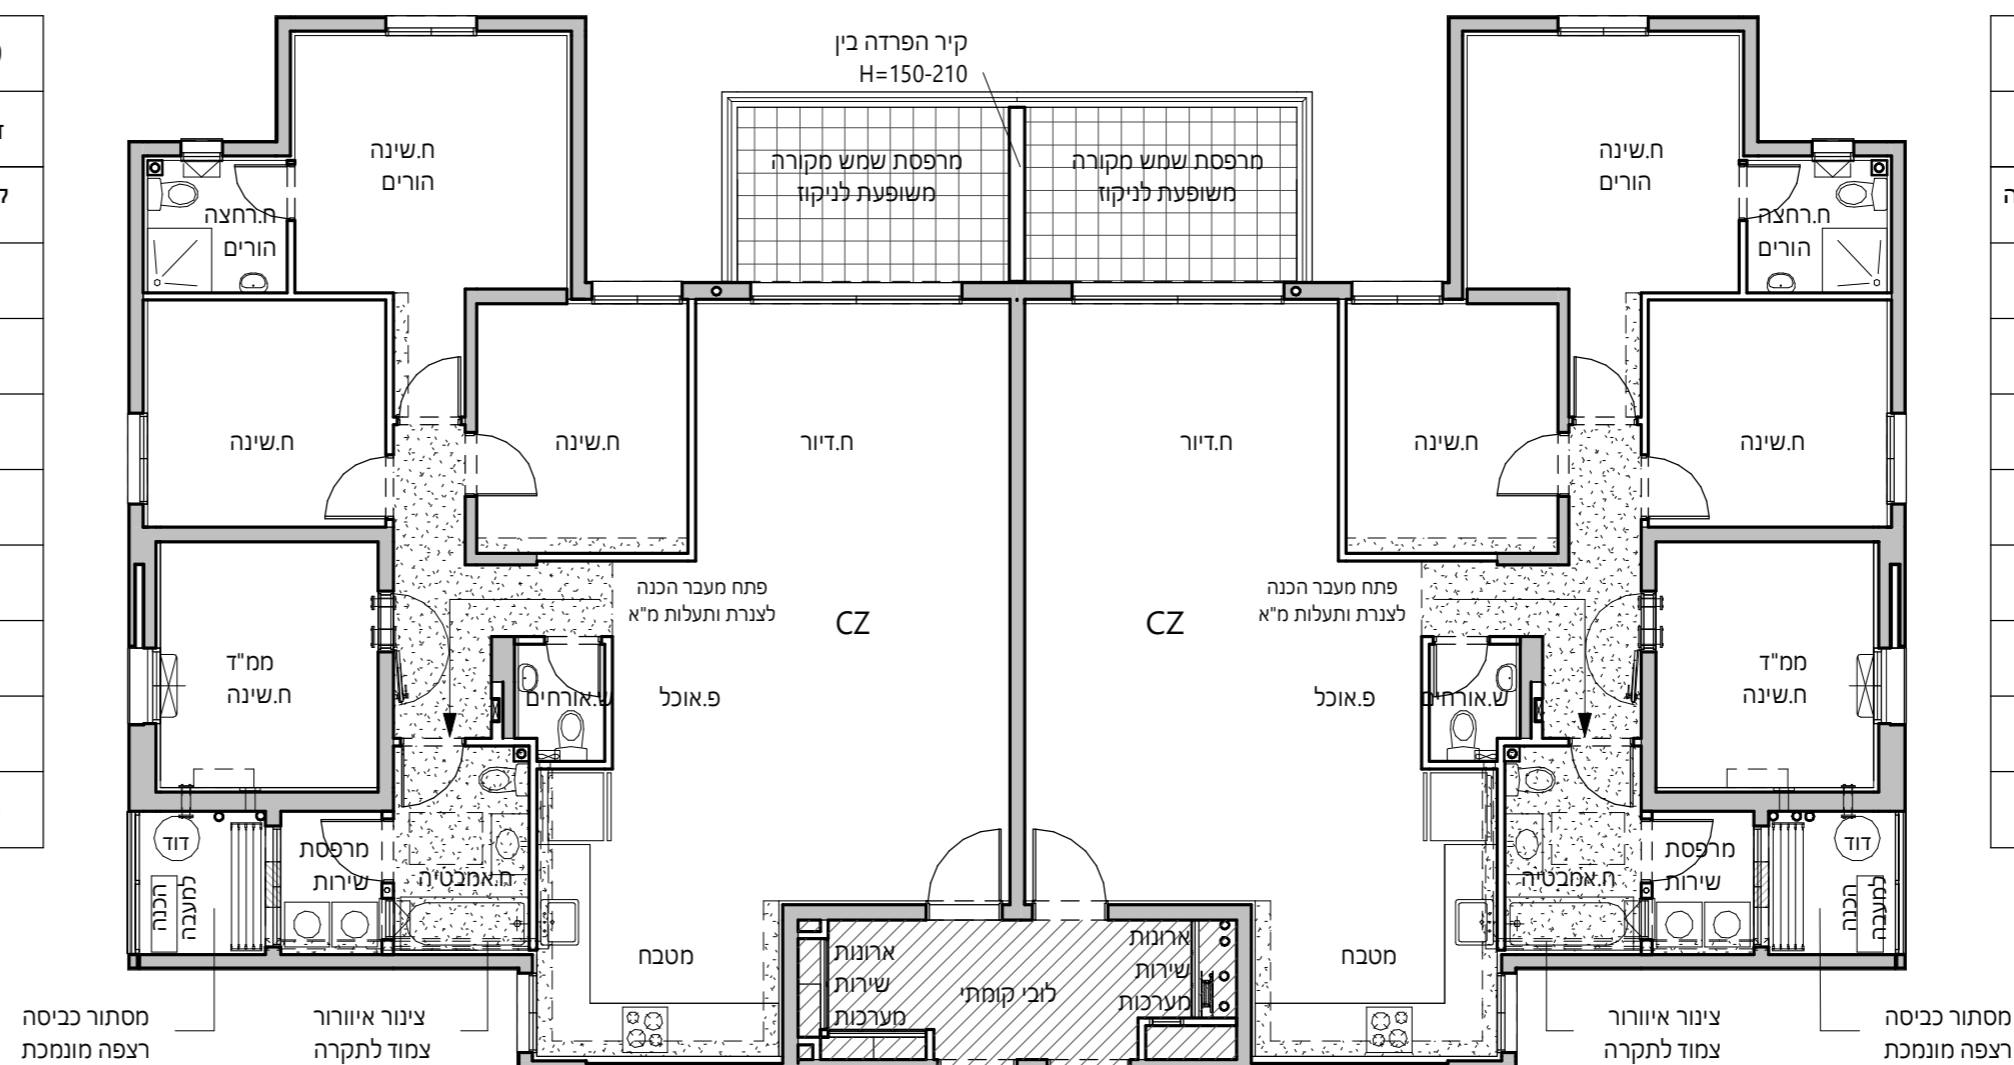 קיר הפרדה בין
H=150-210
ח.שינה
הורים
ח.שינה
הורים
מרפסת שמש מקורה
משופעת לניקוז
מרפסת שמש מקורה
משופעת לניקוז
ח.רחצה
הורים
ח.רחצה
הורים
ח.שינה
ח.שינה
ח.דיור
ח.דיור
ח.שינה
ח.שינה
פתח מעבר הכנה
לצנרת ותעלות מ"א
פתח מעבר הכנה
לצנרת ותעלות מ"א
CZ
CZ
ממ"ד
ח.שינה
ממ"ד
ח.שינה
ש.אורחים
פ.אוכל
פ.אוכל
ש.אורחים
דוד
הכנה
למעבה
מרפסת
שירות
ח.אמבטיה
ח.אמבטיה
מרפסת
שירות
דוד
הכנה
למעבה
מטבח
מטבח
ארונות
שירות
מערכות
לובי קומתי
ארונות
שירות
מערכות
מסתור כביסה
רצפה מונמכת
צינור איוורור
צמוד לתקרה
צינור איוורור
צמוד לתקרה
מסתור כביסה
רצפה מונמכת